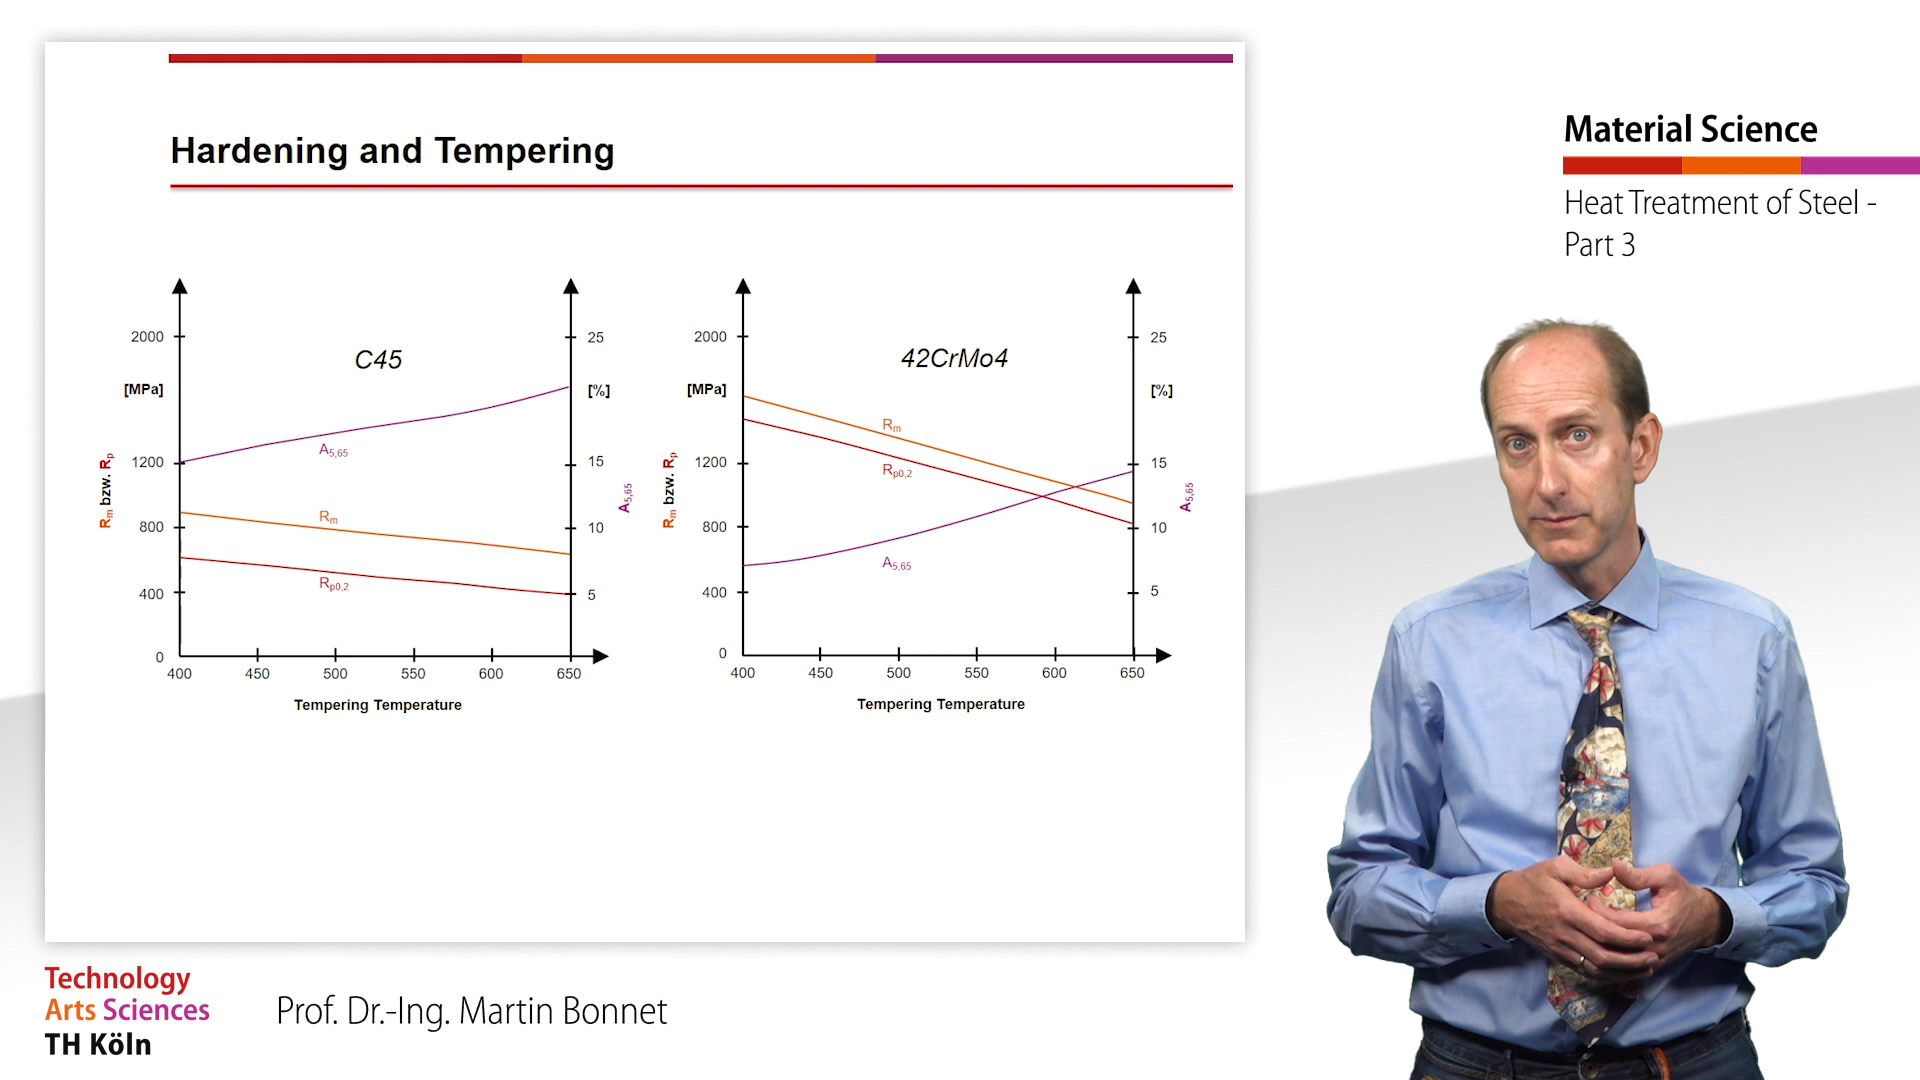 Hardening and Tempering
2000
[MPa]
1200
800
400
0
Rm bzw. Rp
C45
A5,65
Rm
Rp0,2
25
[%]
15
10
5
A5,65
400 450 500 550 600 650
Tempering Temperature
2000
[MPa]
1200
800
400
0
Rm bzw. Rp
42CrMo4
Rm
Rp0,2
A5,65
25
[%]
15
10
5
A5,65
400 450 500 550 600 650
Tempering Temperature
Material Science
Heat Treatment of Steel -
Part 3
Technology
Arts Sciences
TH Köln
Prof. Dr.-Ing. Martin Bonnet